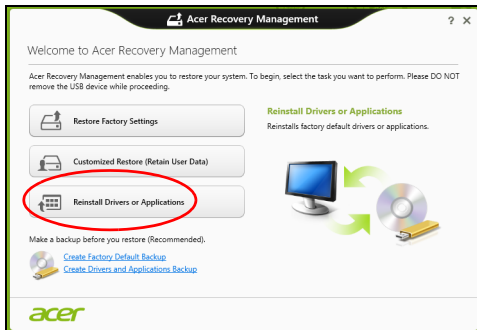 Acer Recovery Management
? X
Welcome to Acer Recovery Management
Acer Recovery Management enables you to restore your system. To begin, select the task you want to perform. Please DO NOT
remove the USB device while proceeding.
Restore Factory Settings
Customized Restore (Retain User Data)
Reinstall Drivers or Applications
Reinstall Drivers or Applications
Reinstalls factory default drivers or applications.
Make a backup before you restore (Recommended).
Create Factory Default Backup
Create Drivers and Applications Backup
acer